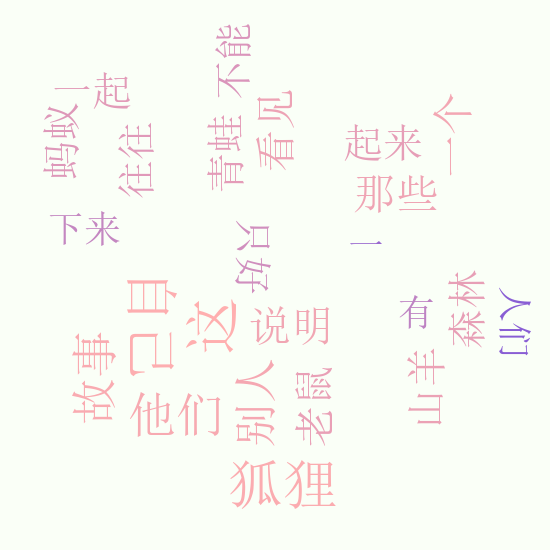 不能
一起
蚂蚁
往往
青蛙
看见
一个
起来
那些
下来
一
自己
这
说明
有
森林
人们
故事
他们
别人
老鼠
山羊
狐狸